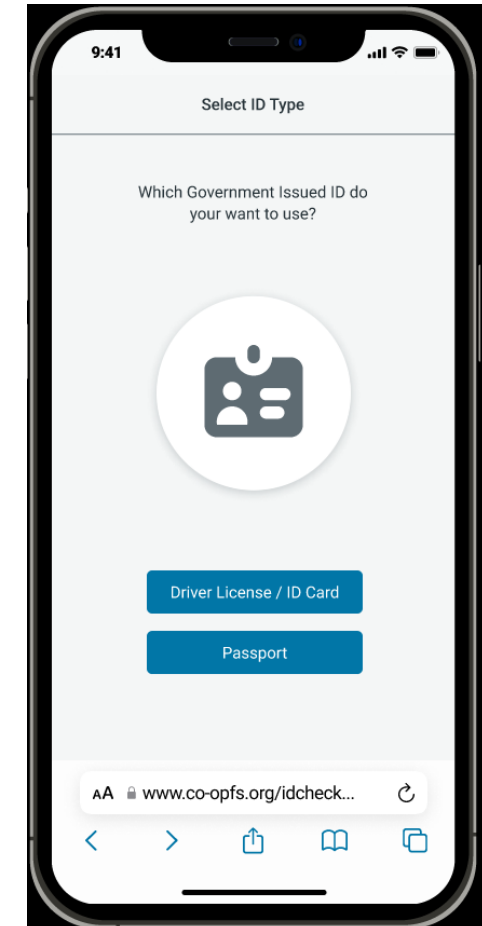 9:41
Select ID Type
Which Government Issued ID do
your want to use?
Driver License / ID Card
Passport
AA www.co-opfs.org/idcheck...